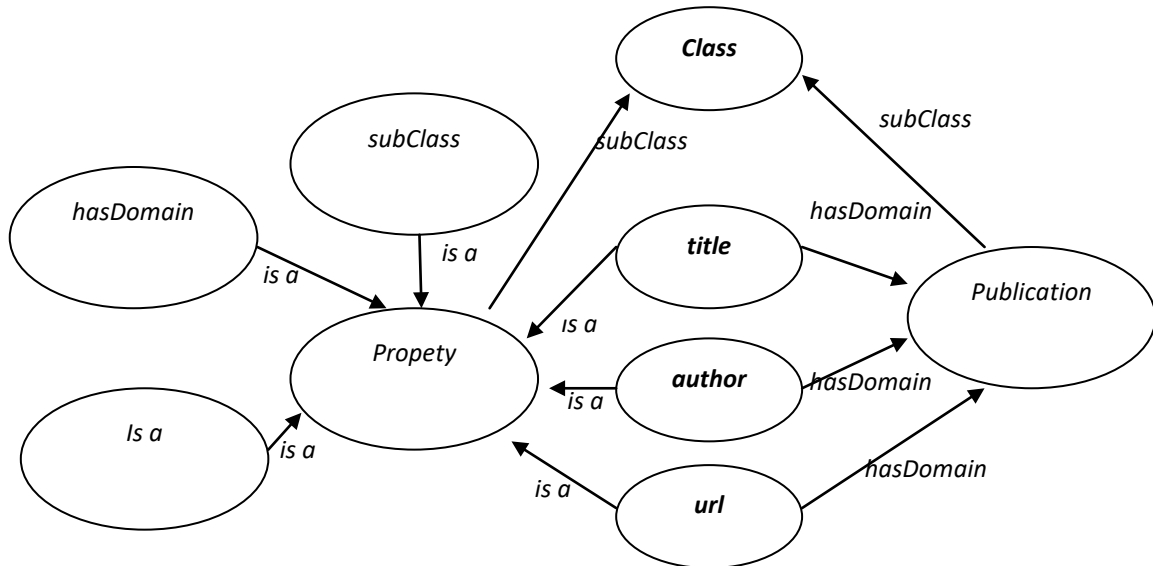 Class
subClass
subClass
subClass
hasDomain
hasDomain
title
is a
is a
Publication
ıs a
Propety
author
hasDomain
is a
Is a
is a
hasDomain
is a
url